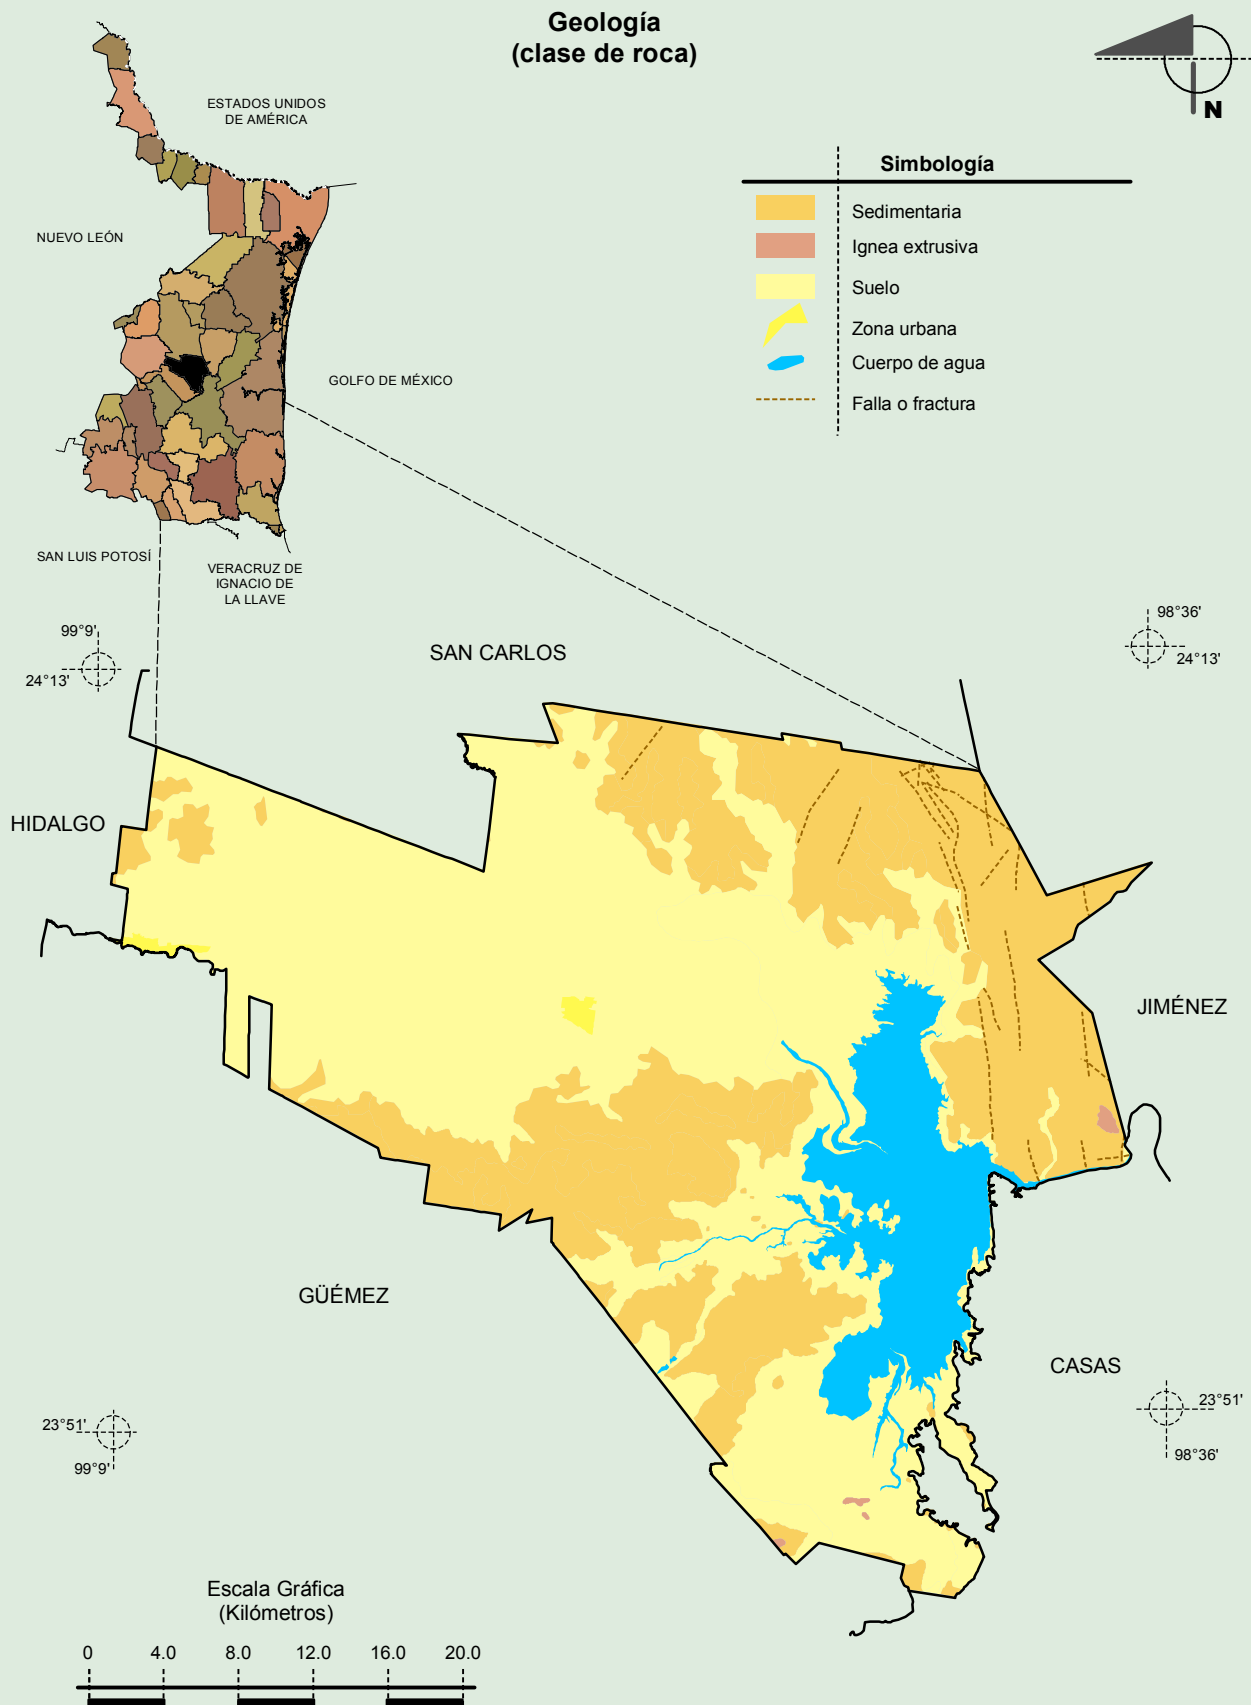 Geología
(clase de roca)
N
ESTADOS UNIDOS
DE AMÉRICA
NUEVO LEÓN
GOLFO DE MÉXICO
SAN LUIS POTOSÍ
VERACRUZ DE
IGNACIO DE
LA LLAVE
Simbología
Sedimentaria
Ignea extrusiva
Suelo
Zona urbana
Cuerpo de agua
Falla o fractura
99°9'
24°13'
98°36'
24°13'
SAN CARLOS
HIDALGO
JIMÉNEZ
GÜÉMEZ
CASAS
23°51'
99°9'
23°51'
98°36'
Escala Gráfica
(Kilómetros)
0 4.0 8.0 12.0 16.0 20.0